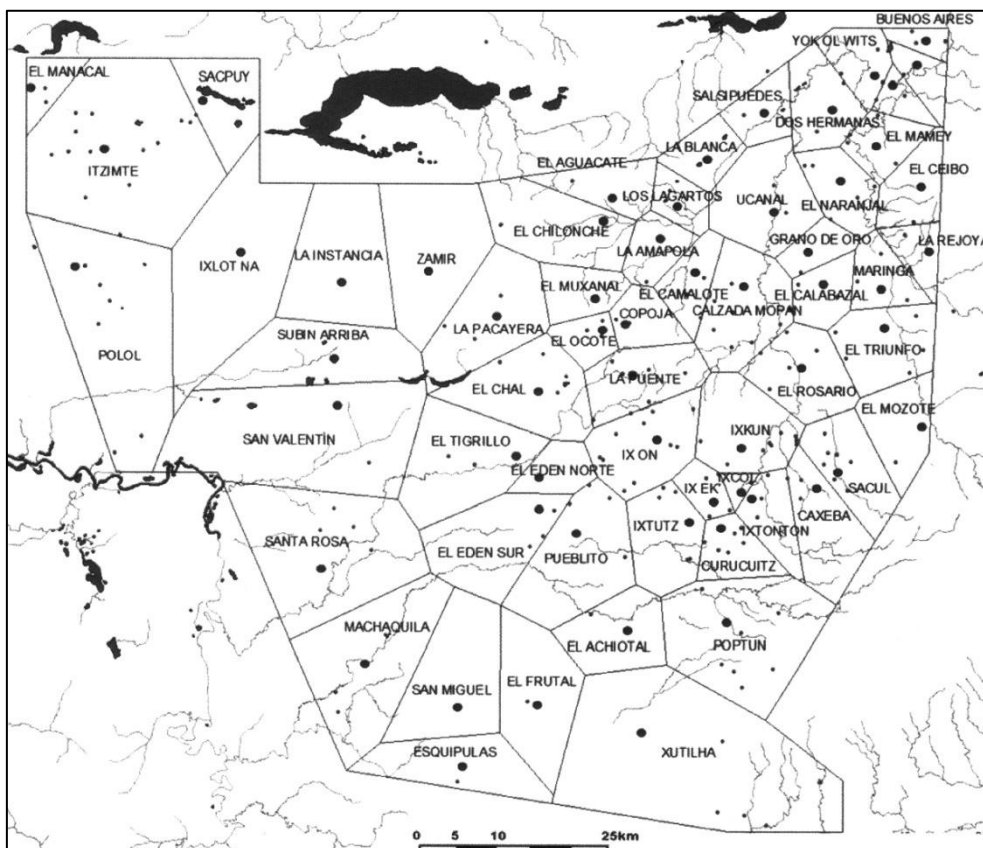 BUENOS AIRES
YOK OL WITS
EL MANACAL
SACPUY
SALSIPUEDES
DOS HERMANAS
EL MAMEY
LA BLANCA
EL AGUACATE
ITZIMTE
EL CEIBO
LOS LAGARTOS
UCANAL
EL NARANJAL
EL CHILONCHE
GRANO DE ORO
LA REJOYA
LA AMAPOLA
IXLOT NA
LA INSTANCIA
ZAMIR
MARINGA
EL MUXANAL
EL CAMALOTE
EL CALABAZAL
COPOJA
CALZADA MOPAN
LA PACAYERA
SUBIN ARRIBA
EL OCOTE
EL TRIUNFO
POLOL
LA PUENTE
EL CHAL
EL ROSARIO
EL MOZOTE
SAN VALENTÍN
EL TIGRILLO
IX ON
IXKUN
EL EDEN NORTE
IXCOL
IX EK'
SACUL
CAXEBA
IXTUTZ
IXTONTON
SANTA ROSA
EL EDEN SUR
PUEBLITO
CURUCUITZ
MACHAQUILA
EL ACHIOTAL
POPTUN
SAN MIGUEL
EL FRUTAL
ESQUIPULAS
XUTILHA
0 5 10 25km